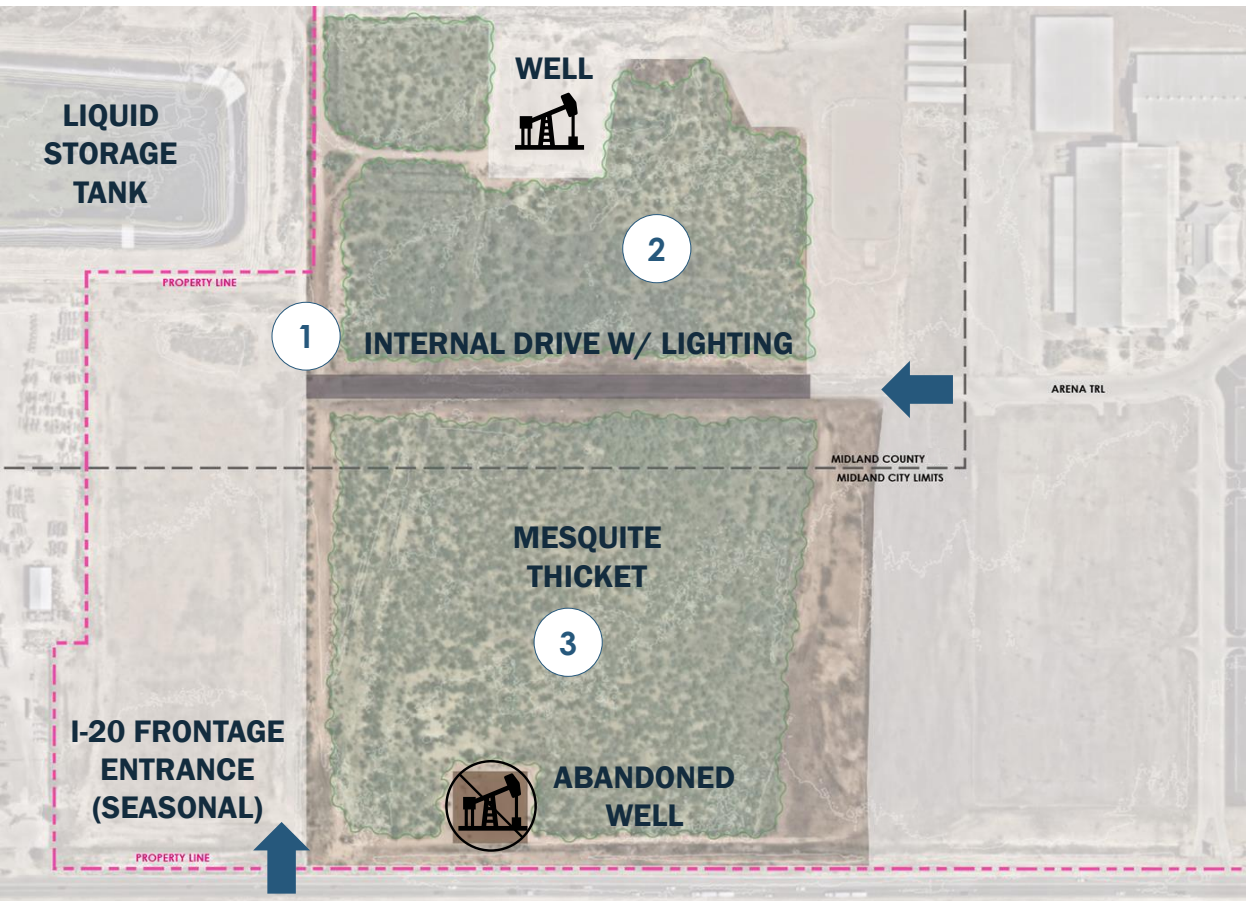 WELL
LIQUID
STORAGE
TANK
2
PROPERTY LINE
1
INTERNAL DRIVE W/ LIGHTING
ARENA TRL
MIDLAND COUNTY
MIDLAND CITY LIMITS
MESQUITE
THICKET
3
I-20 FRONTAGE
ENTRANCE
(SEASONAL)
ABANDONED
WELL
PROPERTY LINE